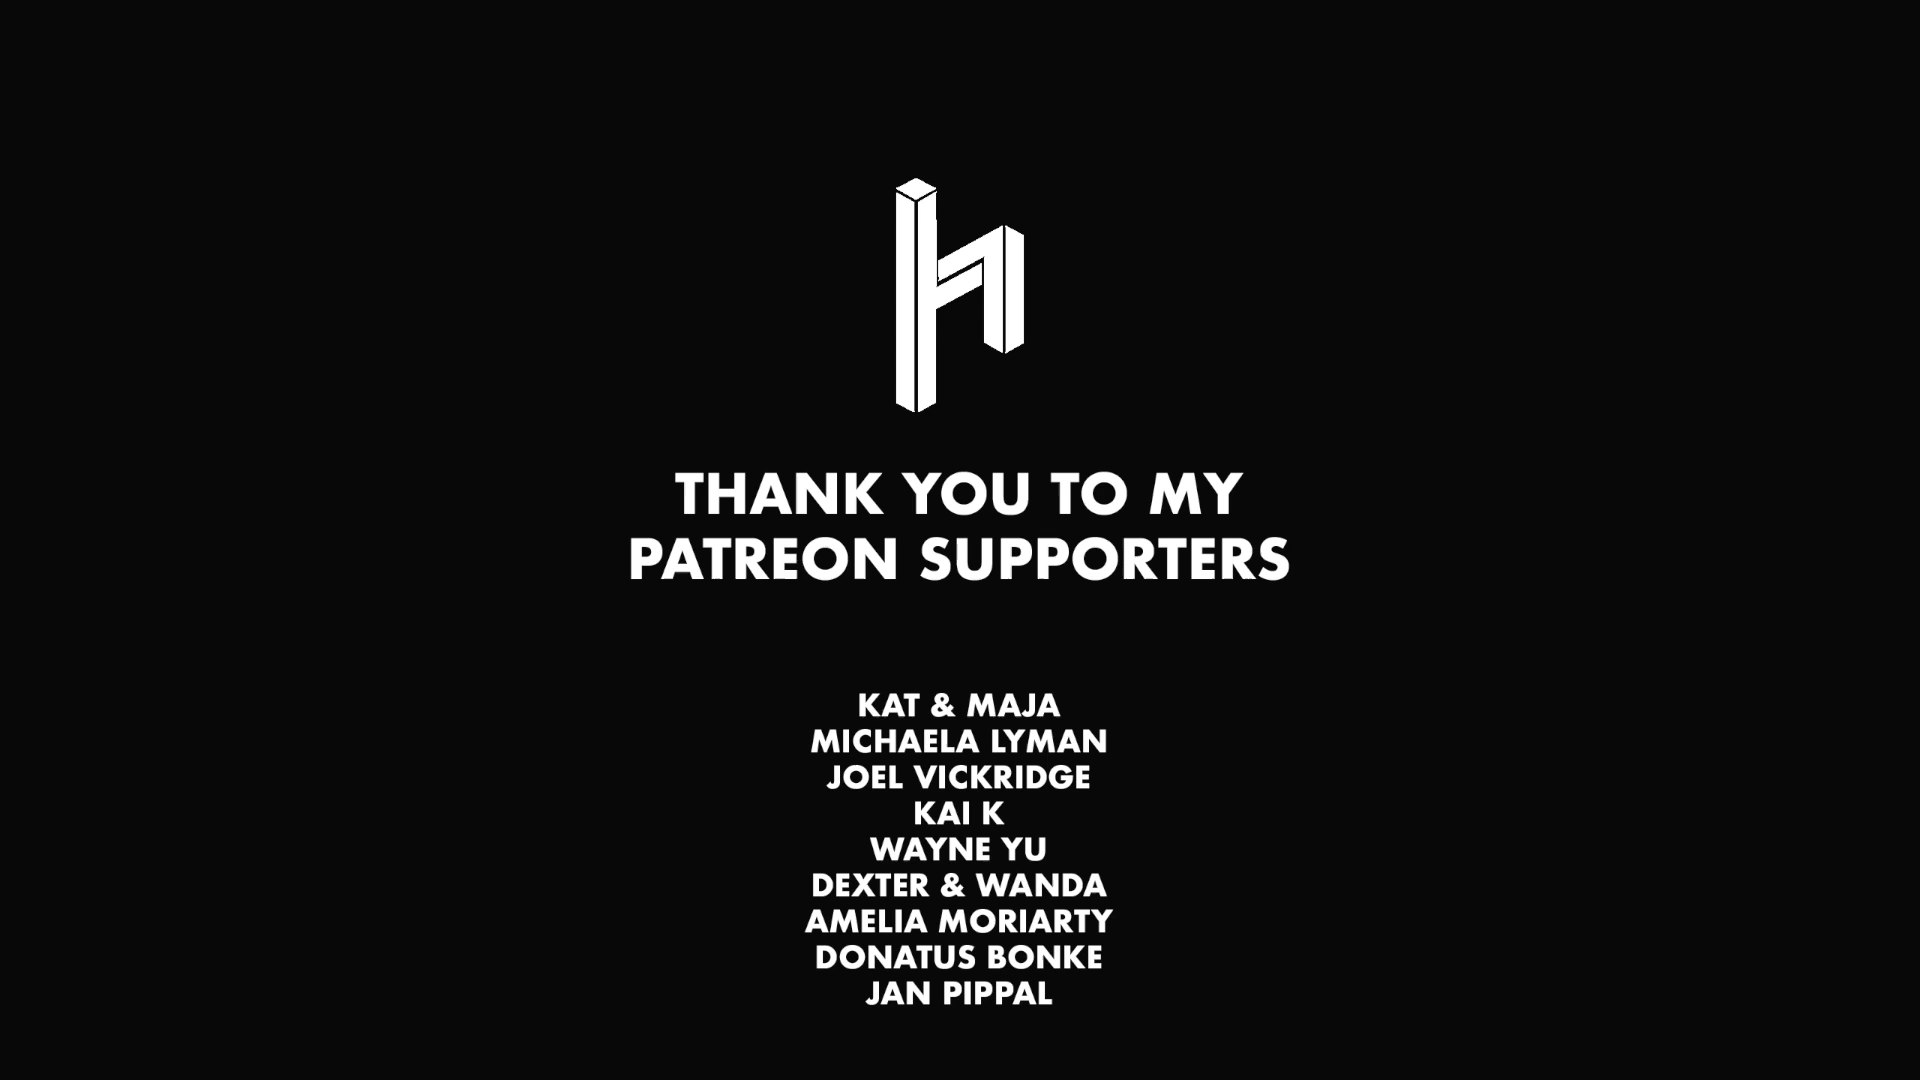 THANK YOU TO MY
PATREON SUPPORTERS
KAT & MAJA
MICHAELA LYMAN
JOEL VICKRIDGE
KAI K
WAYNE YU
DEXTER & WANDA
AMELIA MORIARTY
DONATUS BONKE
JAN PIPPAL